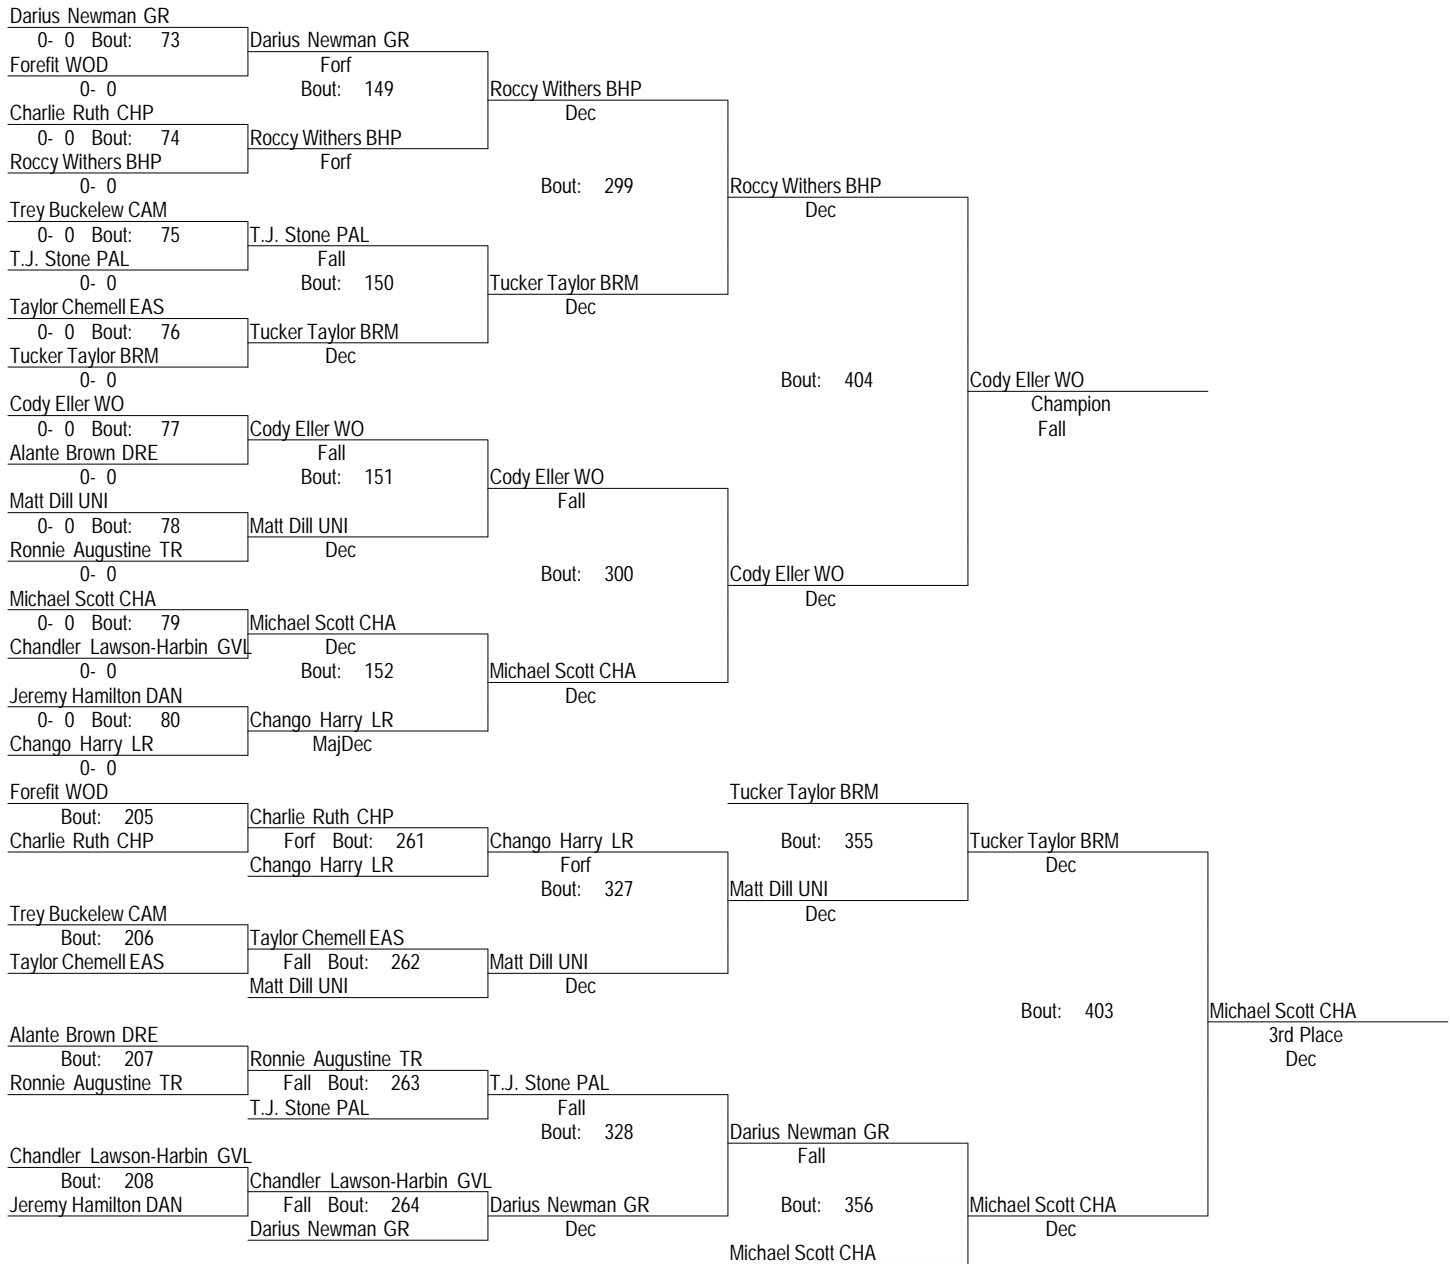 Darius Newman GR
0- 0 Bout: 73 Darius Newman GR
Forefit WOD Forf
0- 0 Bout: 149 Roccy Withers BHP
Charlie Ruth CHP Dec
0- 0 Bout: 74 Roccy Withers BHP
Roccy Withers BHP Forf
0- 0 Bout: 299 Roccy Withers BHP
Trey Buckelew CAM Dec
0- 0 Bout: 75 T.J. Stone PAL
T.J. Stone PAL Fall
0- 0 Bout: 150 Tucker Taylor BRM
Taylor Chemell EAS Dec
0- 0 Bout: 76 Tucker Taylor BRM
Tucker Taylor BRM Dec
0- 0 Bout: 404 Cody Eller WO
Cody Eller WO Champion
0- 0 Bout: 77 Cody Eller WO Fall
Alante Brown DRE Fall
0- 0 Bout: 151 Cody Eller WO
Matt Dill UNI Fall
0- 0 Bout: 78 Matt Dill UNI
Ronnie Augustine TR Dec
0- 0 Bout: 300 Cody Eller WO
Michael Scott CHA Dec
0- 0 Bout: 79 Michael Scott CHA
Chandler Lawson-Harbin GVL Dec
0- 0 Bout: 152 Michael Scott CHA
Jeremy Hamilton DAN Dec
0- 0 Bout: 80 Chango Harry LR
Chango Harry LR MajDec
0- 0
Forefit WOD Tucker Taylor BRM
Bout: 205 Charlie Ruth CHP
Charlie Ruth CHP Forf Bout: 261 Chango Harry LR Bout: 355 Tucker Taylor BRM
Chango Harry LR Forf Dec
Bout: 327 Matt Dill UNI
Trey Buckelew CAM Dec
Bout: 206 Taylor Chemell EAS
Taylor Chemell EAS Fall Bout: 262 Matt Dill UNI
Matt Dill UNI Dec
Bout: 403 Michael Scott CHA
Alante Brown DRE 3rd Place
Bout: 207 Ronnie Augustine TR Dec
Ronnie Augustine TR Fall Bout: 263 T.J. Stone PAL
T.J. Stone PAL Fall
Bout: 328 Darius Newman GR
Chandler Lawson-Harbin GVL Fall
Bout: 208 Chandler Lawson-Harbin GVL
Jeremy Hamilton DAN Fall Bout: 264 Darius Newman GR Bout: 356 Michael Scott CHA
Darius Newman GR Dec Dec
Michael Scott CHA